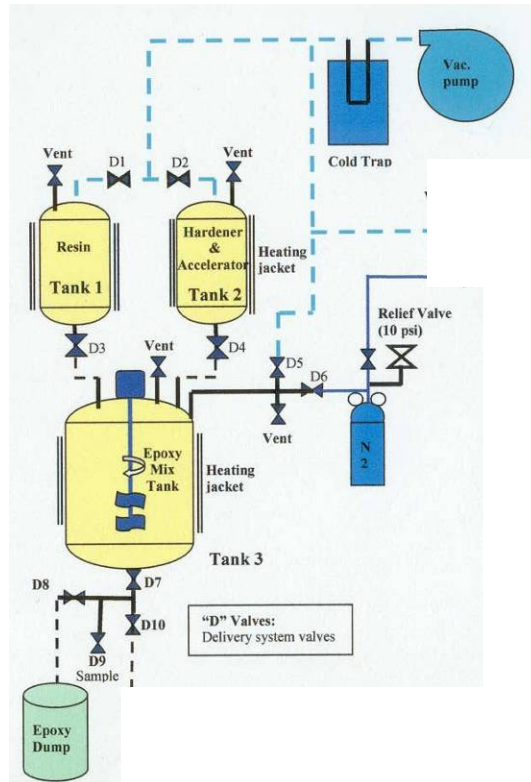 Vac.
pump
Cold Trap
Vent
D1
D2
Vent
Resin
Tank 1
Hardener
&
Accelerator
Tank 2
Heating
jacket
Relief Valve
(10 psi)
D3
D4
Vent
D5
D6
Vent
N
2
Epoxy
Mix
Tank
Heating
jacket
Tank 3
D7
D8
D10
D9
Sample
"D" Valves:
Delivery system valves
Epoxy
Dump